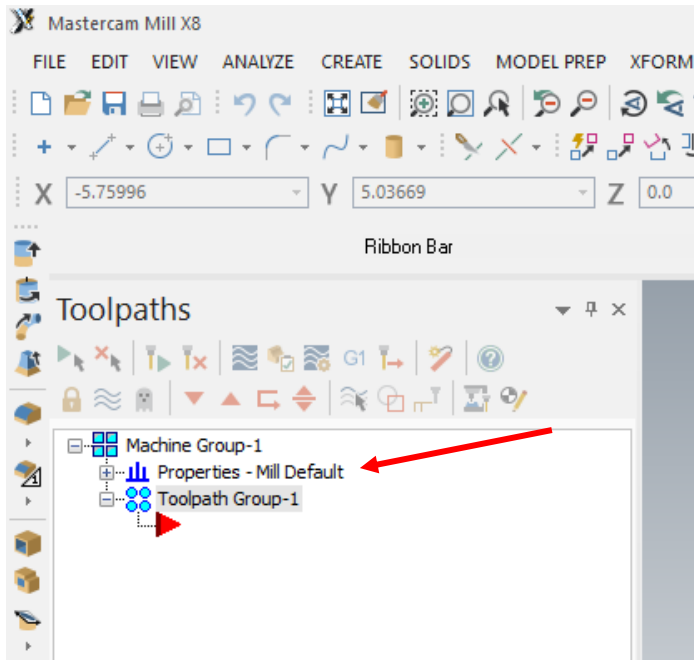 Mastercam Mill X8
FILE EDIT VIEW ANALYZE CREATE SOLIDS MODEL PREP XFORM
X -5.75996 Y 5.03669 Z 0.0
Ribbon Bar
Toolpaths
G1
Machine Group-1
Properties - Mill Default
Toolpath Group-1